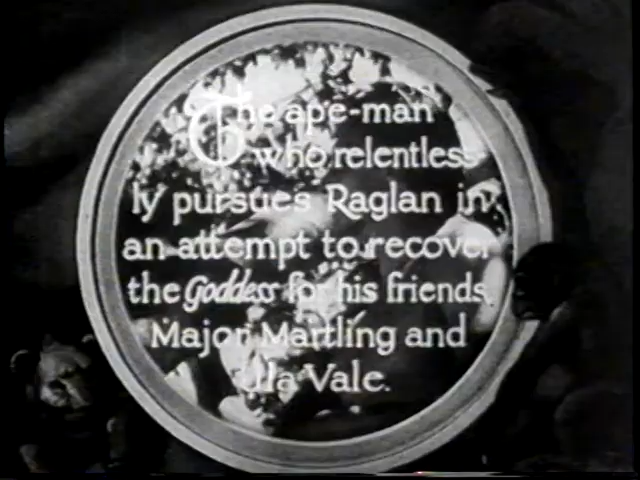 The ape-man
who relentless-
ly pursues Raglan in
an attempt to recover
the Goddess for his friends,
Major Martling and
Ula Vale.